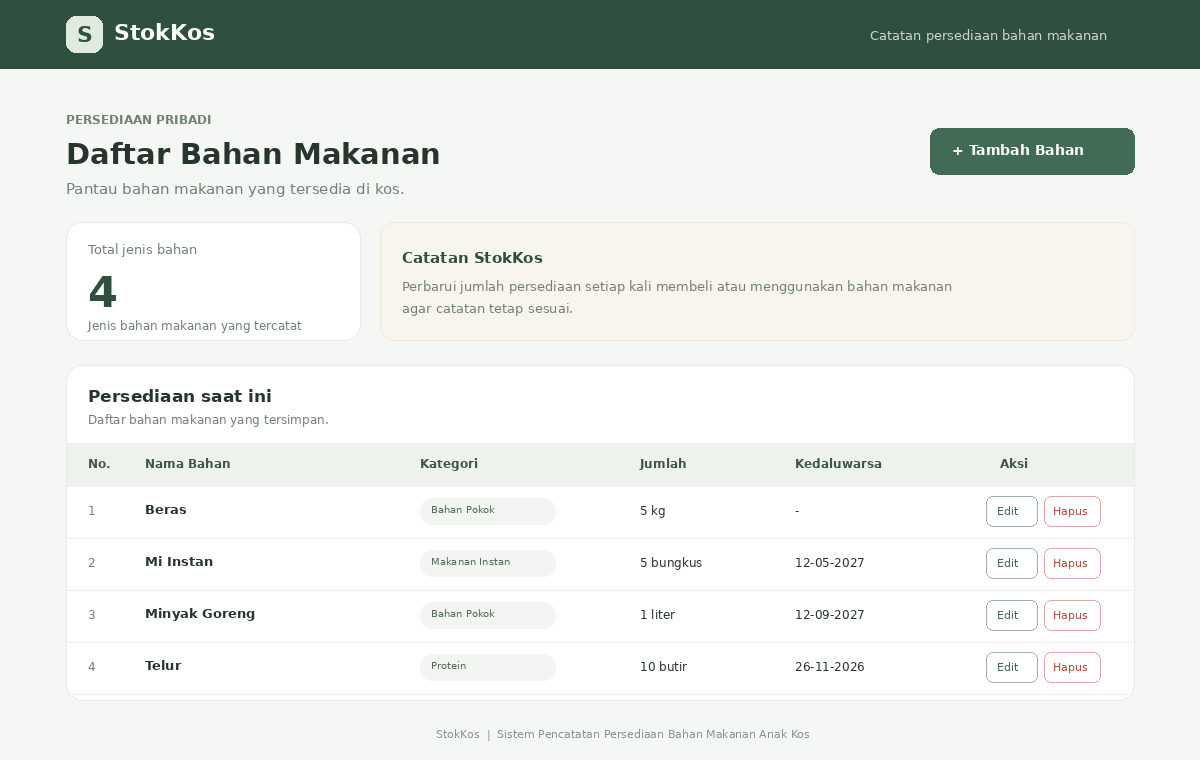 S StokKos
Catatan persediaan bahan makanan
PERSEDIAAN PRIBADI
Daftar Bahan Makanan
Pantau bahan makanan yang tersedia di kos.
+ Tambah Bahan
Total jenis bahan
4
Jenis bahan makanan yang tercatat
Catatan StokKos
Perbarui jumlah persediaan setiap kali membeli atau menggunakan bahan makanan
agar catatan tetap sesuai.
Persediaan saat ini
Daftar bahan makanan yang tersimpan.
No. Nama Bahan Kategori Jumlah Kedaluwarsa Aksi
1 Beras Bahan Pokok 5 kg - Edit Hapus
2 Mi Instan Makanan Instan 5 bungkus 12-05-2027 Edit Hapus
3 Minyak Goreng Bahan Pokok 1 liter 12-09-2027 Edit Hapus
4 Telur Protein 10 butir 26-11-2026 Edit Hapus
StokKos | Sistem Pencatatan Persediaan Bahan Makanan Anak Kos